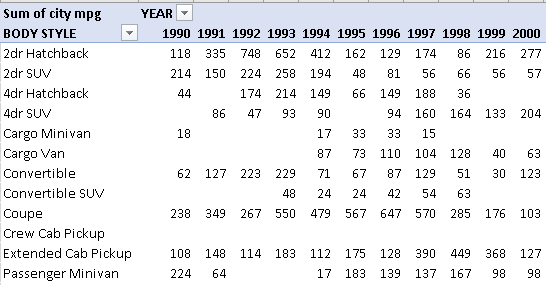 Sum of city mpg YEAR
BODY STYLE 1990 1991 1992 1993 1994 1995 1996 1997 1998 1999 2000
2dr Hatchback 118 335 748 652 412 162 129 174 86 216 277
2dr SUV 214 150 224 258 194 48 81 56 66 56 57
4dr Hatchback 44 174 214 149 66 149 188 36
4dr SUV 86 47 93 90 94 160 164 133 204
Cargo Minivan 18 17 33 33 15
Cargo Van 87 73 110 104 128 40 63
Convertible 62 127 223 229 71 67 87 129 51 30 123
Convertible SUV 48 24 24 42 54 63
Coupe 238 349 267 550 479 567 647 570 285 176 103
Crew Cab Pickup
Extended Cab Pickup 108 148 114 183 112 175 128 390 449 368 127
Passenger Minivan 224 64 17 183 139 137 167 98 98